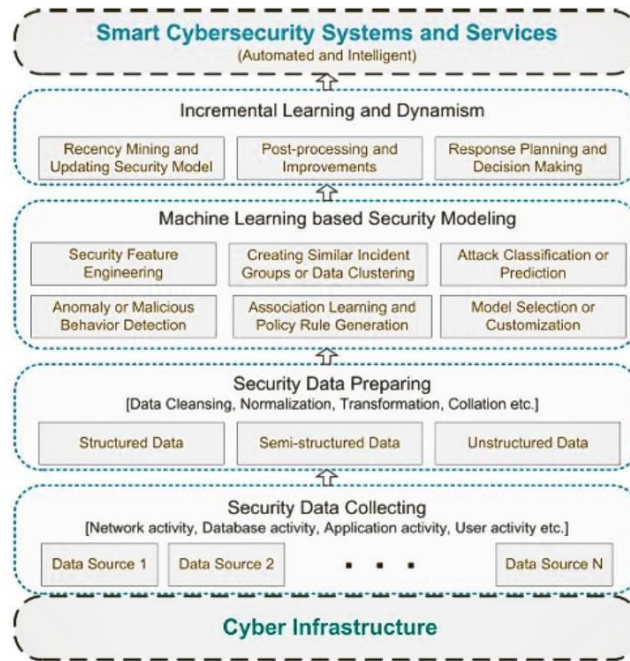 Smart Cybersecurity Systems and Services
(Automated and Intelligent)
Incremental Learning and Dynamism
Recency Mining and
Updating Security Model
Post-processing and
Improvements
Response Planning and
Decision Making
Machine Learning based Security Modeling
Security Feature
Engineering
Creating Similar Incident
Groups or Data Clustering
Attack Classification or
Prediction
Anomaly or Malicious
Behavior Detection
Association Learning and
Policy Rule Generation
Model Selection or
Customization
Security Data Preparing
[Data Cleansing, Normalization, Transformation, Collation etc.]
Structured Data
Semi-structured Data
Unstructured Data
Security Data Collecting
[Network activity, Database activity, Application activity, User activity etc.]
Data Source 1
Data Source 2
. . .
Data Source N
Cyber Infrastructure